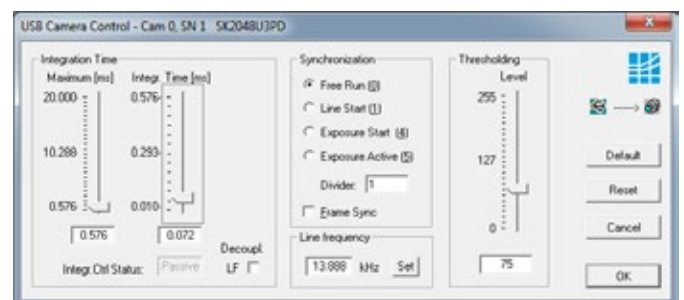 USB Camera Control - Cam 0, SN 1 SK2048U3PD
Integration Time
Maximum [ms] Integr. Time [ms]
20.000 0.576
10.288 0.293
0.576 0.010
0.576 0.072
Decoupl.
Integr.Ctrl Status: Passive LF
Synchronization
Free Run (0)
Line Start (1)
Exposure Start (4)
Exposure Active (5)
Divider: 1
Frame Sync
Line frequency
13.888 kHz Set
Thresholding
Level
255
127
0
75
Default
Reset
Cancel
OK